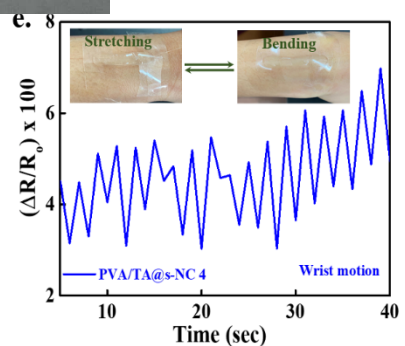 e.
Stretching
Bending
8
6
4
2
(ΔR/Rₒ) x 100
PVA/TA@s-NC 4
Wrist motion
10
20
30
40
Time (sec)